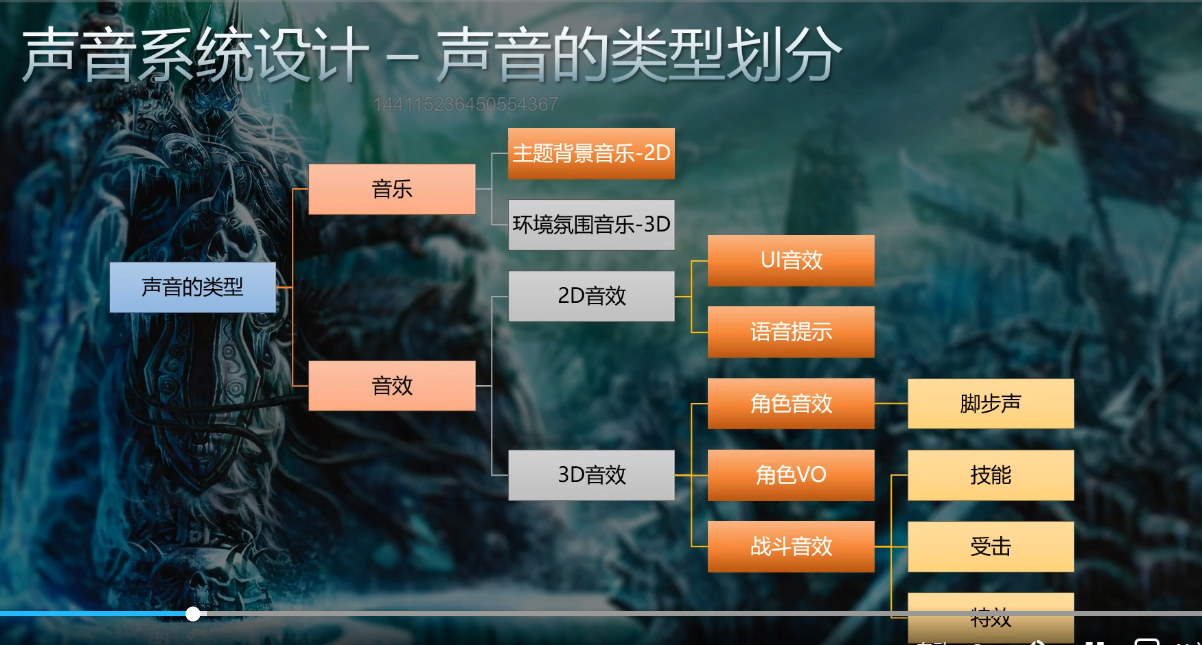 声音系统设计 – 声音的类型划分
144115286450554367
声音的类型
音乐
主题背景音乐-2D
环境氛围音乐-3D
音效
2D音效
UI音效
语音提示
3D音效
角色音效
脚步声
角色VO
战斗音效
技能
受击
特效